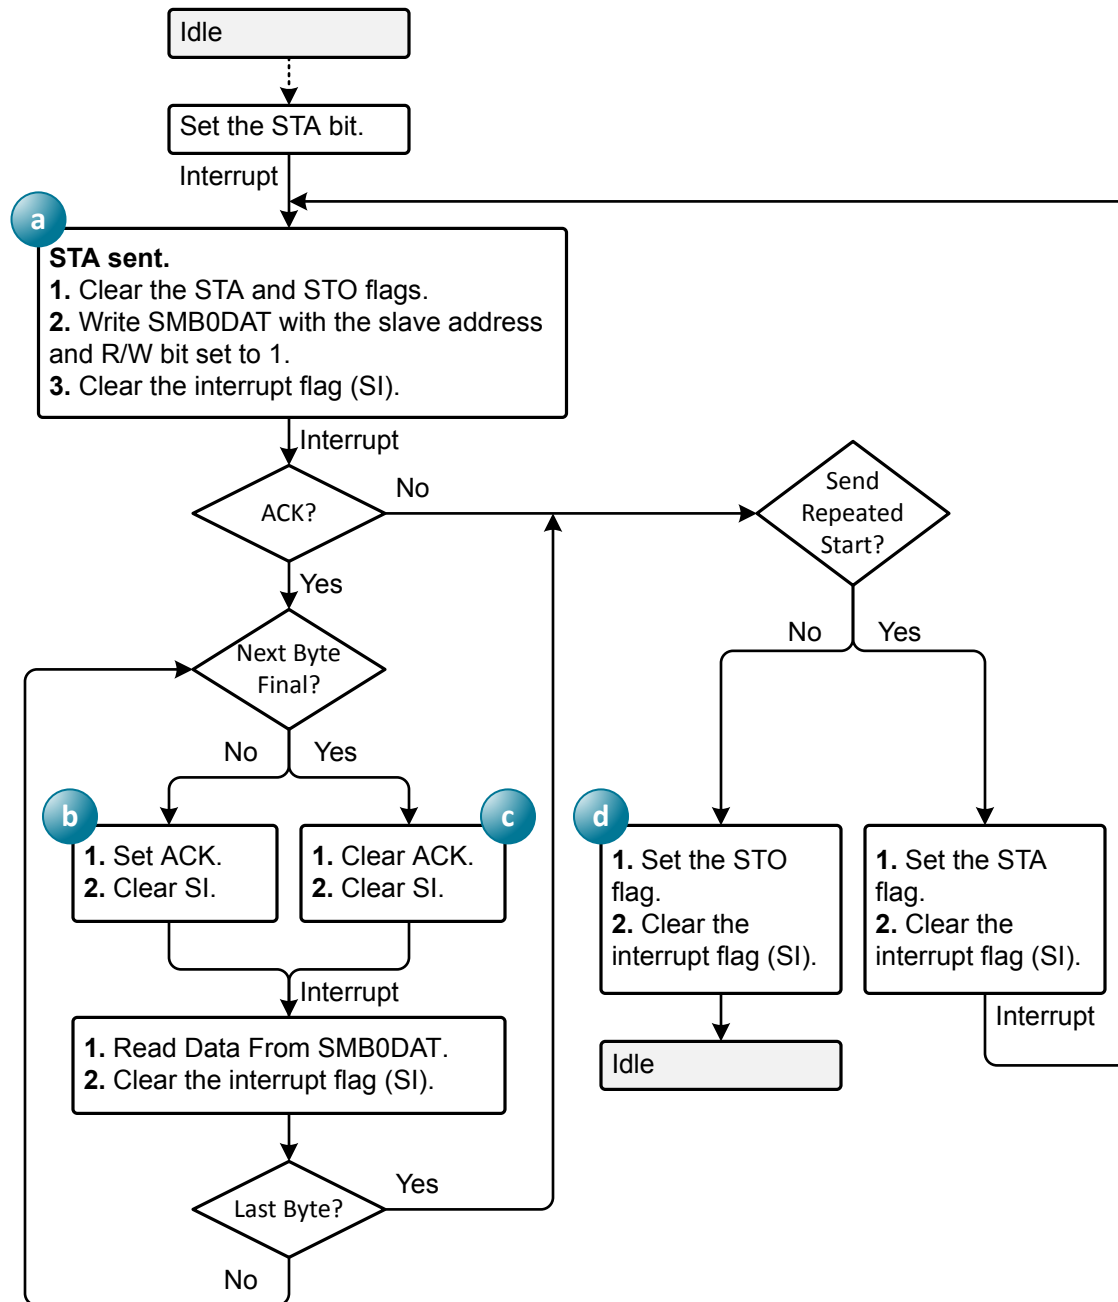 Idle
Set the STA bit.
Interrupt
a
STA sent.
1. Clear the STA and STO flags.
2. Write SMB0DAT with the slave address
and R/W bit set to 1.
3. Clear the interrupt flag (SI).
Interrupt
ACK?
No
Send
Repeated
Start?
Yes
Next Byte
Final?
No
Yes
No
Yes
b
1. Set ACK.
2. Clear SI.
c
1. Clear ACK.
2. Clear SI.
d
1. Set the STO
flag.
2. Clear the
interrupt flag (SI).
1. Set the STA
flag.
2. Clear the
interrupt flag (SI).
Interrupt
Interrupt
1. Read Data From SMB0DAT.
2. Clear the interrupt flag (SI).
Idle
Last Byte?
Yes
No